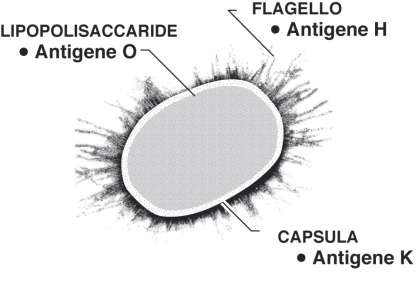 FLAGELLO
• Antigene H
LIPOPOLISACCARIDE
• Antigene O
CAPSULA
• Antigene K